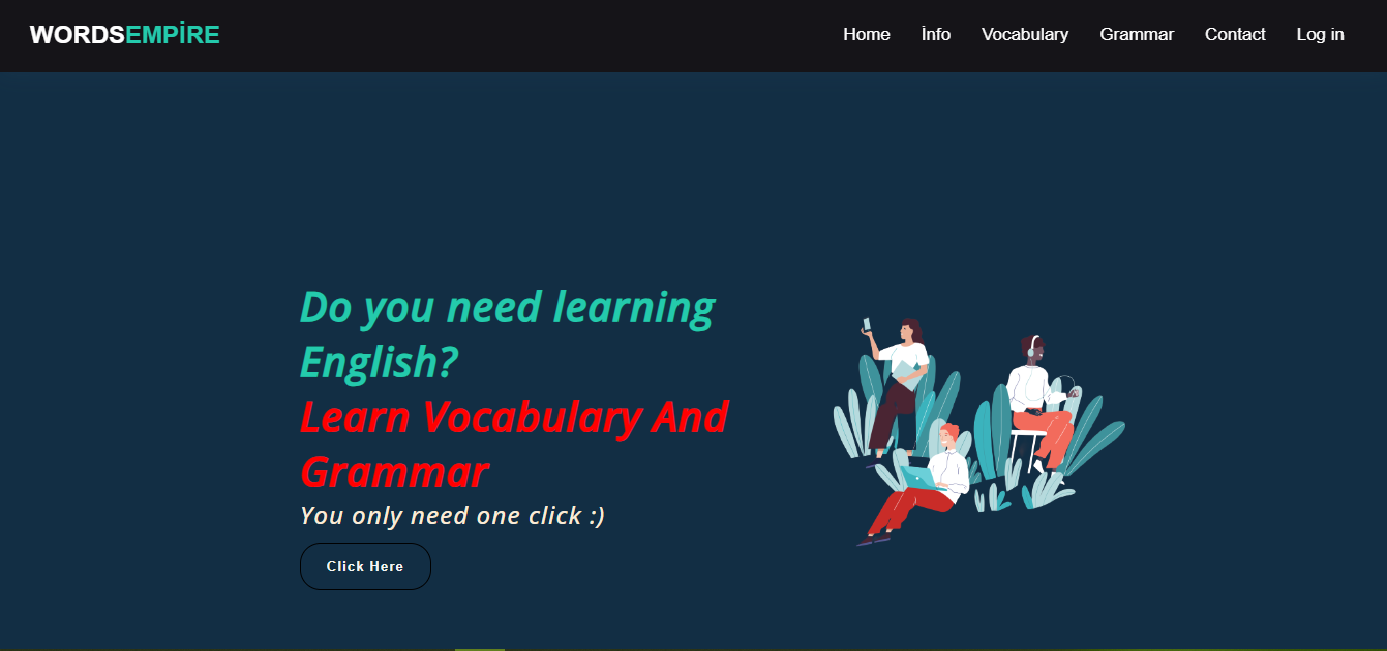 WORDSEMPİRE
Home İnfo Vocabulary Grammar Contact Log in
Do you need learning
English?
Learn Vocabulary And
Grammar
You only need one click :)
Click Here